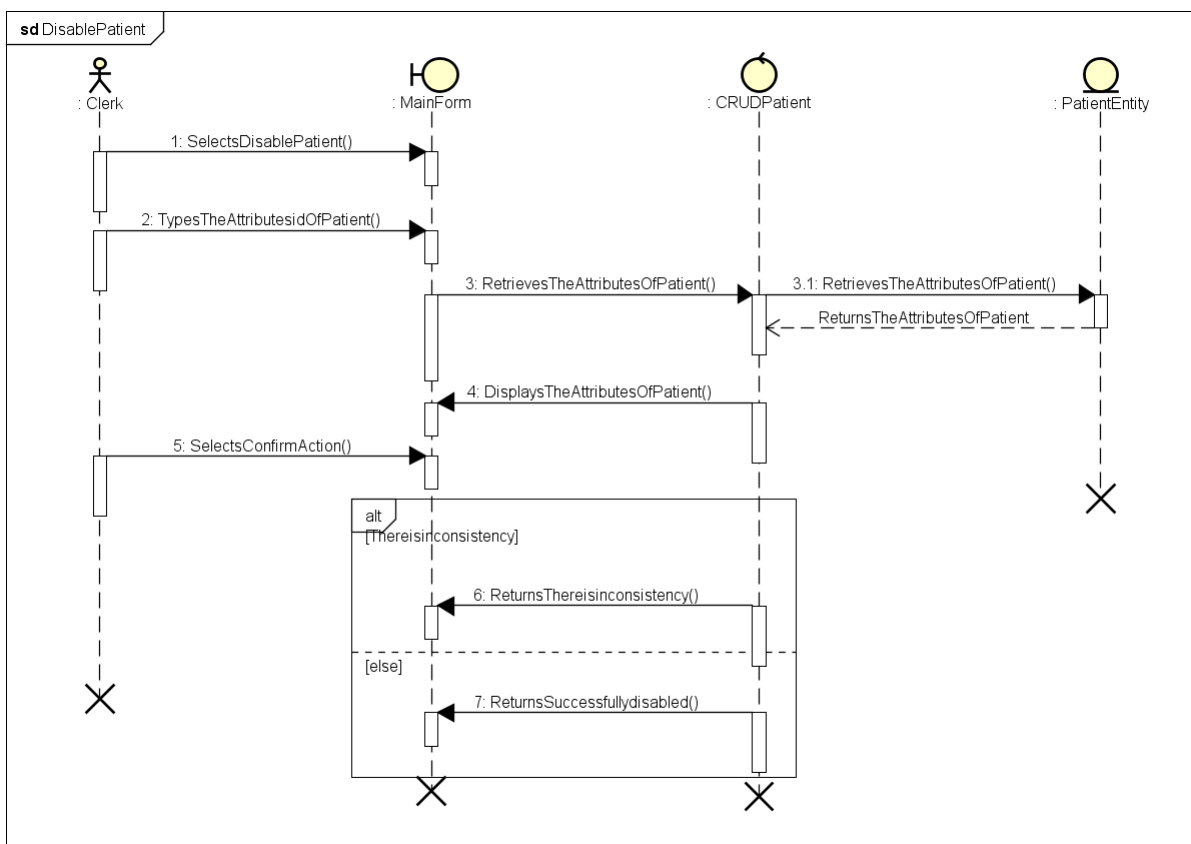 sd DisablePatient
: Clerk
: MainForm
: CRUDPatient
: PatientEntity
1: SelectsDisablePatient()
2: TypesTheAttributesidOfPatient()
3: RetrievesTheAttributesOfPatient()
3.1: RetrievesTheAttributesOfPatient()
ReturnsTheAttributesOfPatient
4: DisplaysTheAttributesOfPatient()
5: SelectsConfirmAction()
alt
[Thereisinconsistency]
6: ReturnsThereisinconsistency()
[else]
7: ReturnsSuccessfullydisabled()